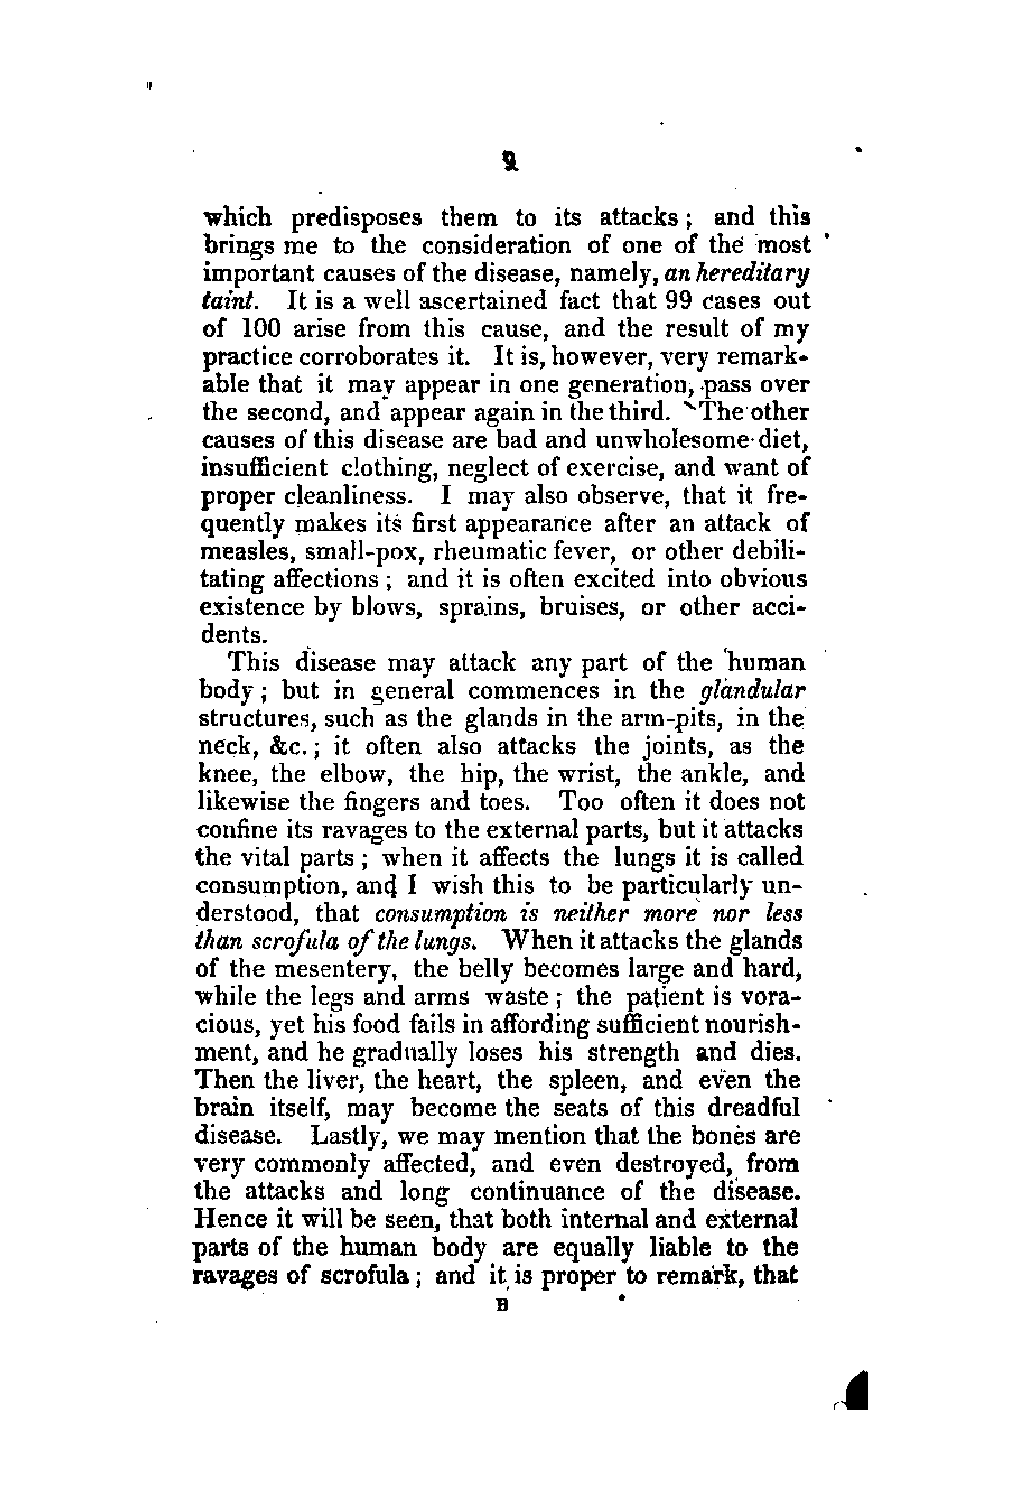 9
which predisposes them to its attacks; and this
brings me to the consideration of one of the most
important causes of the disease, namely, an hereditary
taint. It is a well ascertained fact that 99 cases out
of 100 arise from this cause, and the result of my
practice corroborates it. It is, however, very remark-
able that it may appear in one generation, pass over
the second, and appear again in the third. The other
causes of this disease are bad and unwholesome diet,
insufficient clothing, neglect of exercise, and want of
proper cleanliness. I may also observe, that it fre-
quently makes its first appearance after an attack of
measles, small-pox, rheumatic fever, or other debili-
tating affections; and it is often excited into obvious
existence by blows, sprains, bruises, or other acci-
dents.
This disease may attack any part of the human
body; but in general commences in the glandular
structures, such as the glands in the arm-pits, in the
neck, &c.; it often also attacks the joints, as the
knee, the elbow, the hip, the wrist, the ankle, and
likewise the fingers and toes. Too often it does not
confine its ravages to the external parts, but it attacks
the vital parts; when it affects the lungs it is called
consumption, and I wish this to be particularly un-
derstood, that consumption is neither more nor less
than scrofula of the lungs. When it attacks the glands
of the mesentery, the belly becomes large and hard,
while the legs and arms waste; the patient is vora-
cious, yet his food fails in affording sufficient nourish-
ment, and he gradually loses his strength and dies.
Then the liver, the heart, the spleen, and even the
brain itself, may become the seats of this dreadful
disease. Lastly, we may mention that the bones are
very commonly affected, and even destroyed, from
the attacks and long continuance of the disease.
Hence it will be seen, that both internal and external
parts of the human body are equally liable to the
ravages of scrofula; and it is proper to remark, that
B